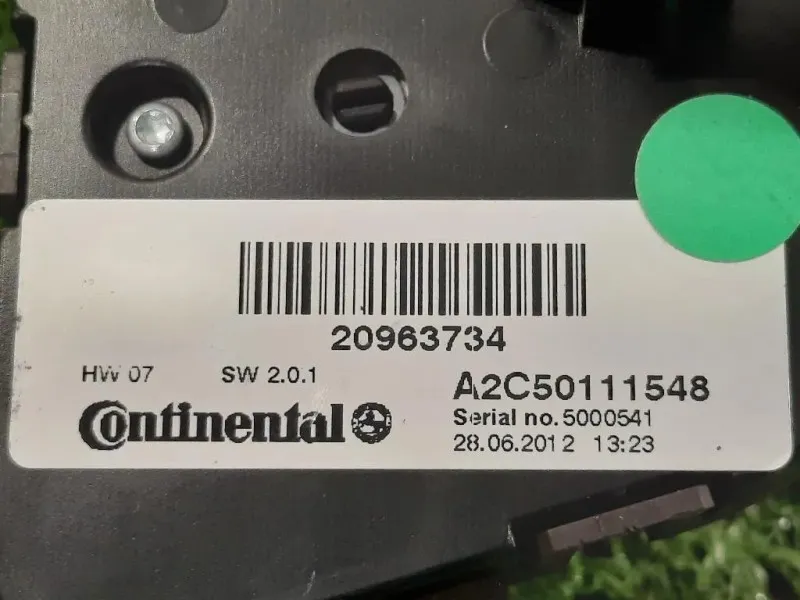 20963734
HW 07 SW 2.0.1
A2C50111548
Continental
Serial no. 5000541
28.06.2012 13:23